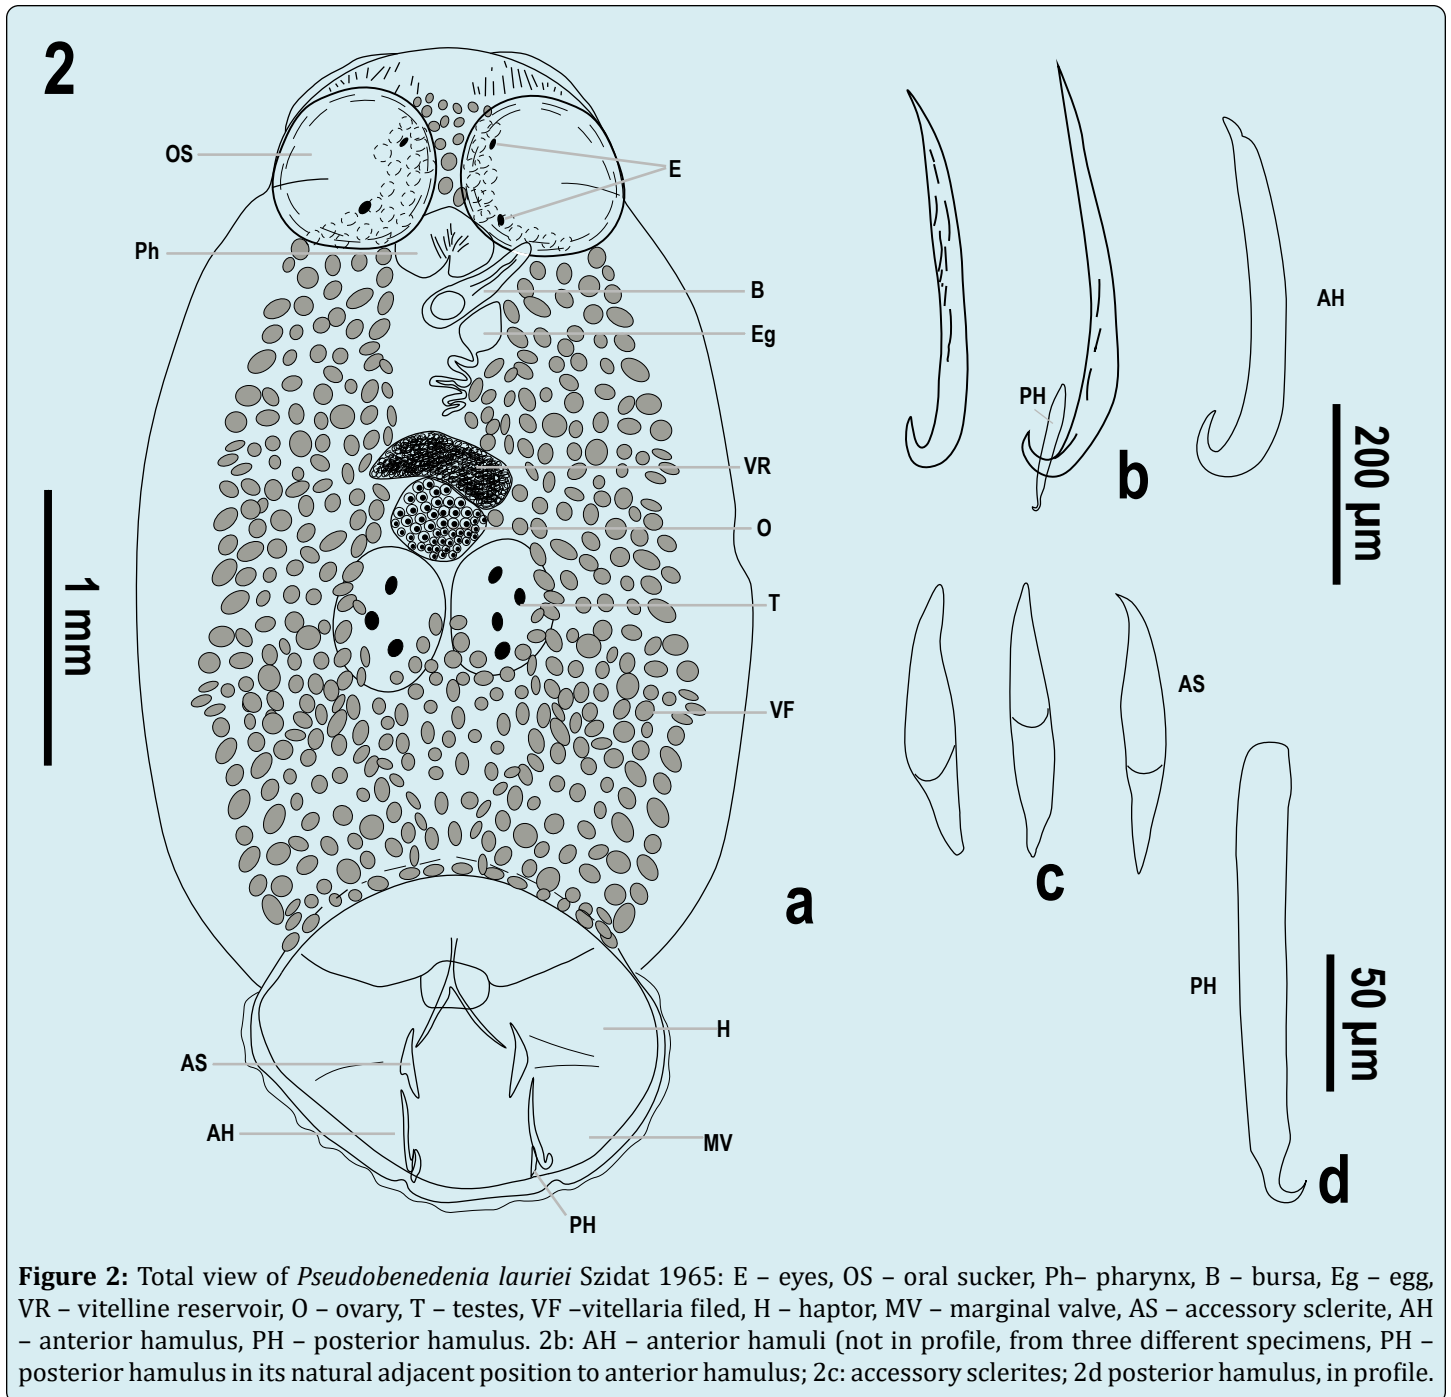 2
OS
E
Ph
B
Eg
VR
O
T
VF
1 mm
a
H
AS
AH
MV
PH
AH
PH
b
200 µm
AS
c
PH
50 µm
d
Figure 2: Total view of Pseudobenedenia lauriei Szidat 1965: E – eyes, OS – oral sucker, Ph– pharynx, B – bursa, Eg – egg,
VR – vitelline reservoir, O – ovary, T – testes, VF –vitellaria filed, H – haptor, MV – marginal valve, AS – accessory sclerite, AH
– anterior hamulus, PH – posterior hamulus. 2b: AH – anterior hamuli (not in profile, from three different specimens, PH –
posterior hamulus in its natural adjacent position to anterior hamulus; 2c: accessory sclerites; 2d posterior hamulus, in profile.